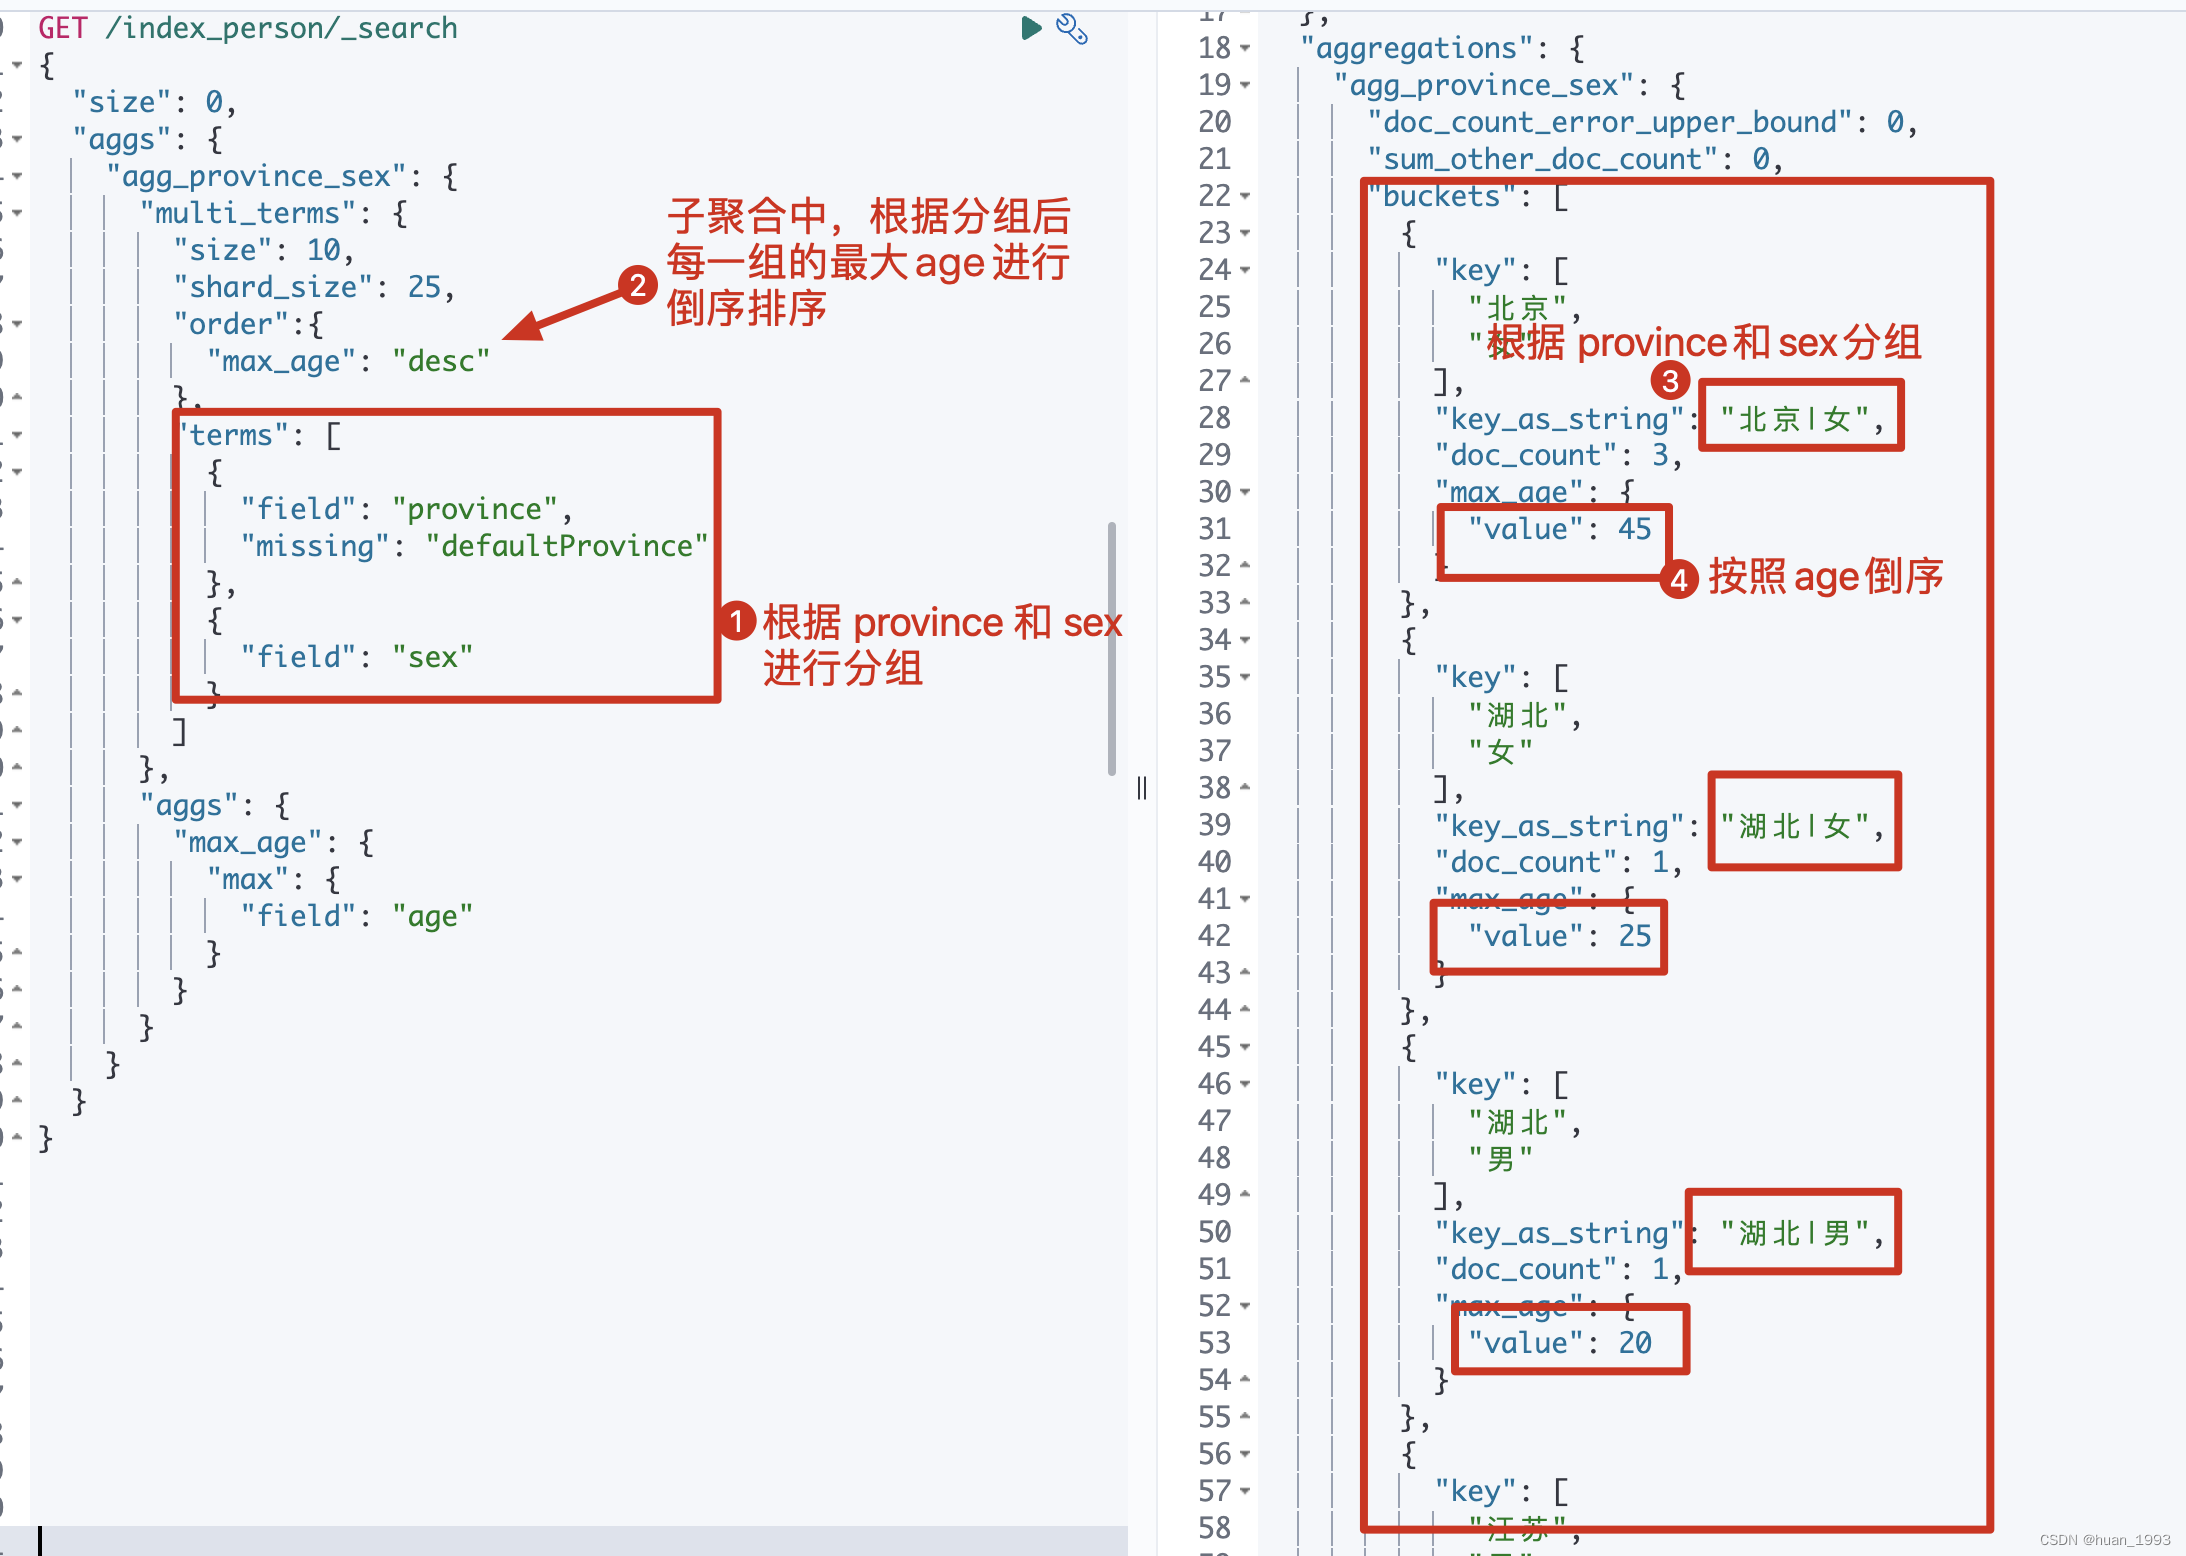 GET /index_person/_search
{
"size": 0,
"aggs": {
"agg_province_sex": {
"multi_terms": {
"size": 10,
"shard_size": 25,
"order":{
"max_age": "desc"
},
"terms": [
{
"field": "province",
"missing": "defaultProvince"
},
{
"field": "sex"
}
]
},
"aggs": {
"max_age": {
"max": {
"field": "age"
}
}
}
}
}
}
2 子聚合中，根据分组后
每一组的最大age进行
倒序排序
1 根据 province 和 sex
进行分组
17 },
18 "aggregations": {
19 "agg_province_sex": {
20 "doc_count_error_upper_bound": 0,
21 "sum_other_doc_count": 0,
22 "buckets": [
23 {
24 "key": [
25 "北京",
26 "女"
27 ],
28 "key_as_string": "北京|女",
29 "doc_count": 3,
30 "max_age": {
31 "value": 45
32 }
33 },
34 {
35 "key": [
36 "湖北",
37 "女"
38 ],
39 "key_as_string": "湖北|女",
40 "doc_count": 1,
41 "max_age": {
42 "value": 25
43 }
44 },
45 {
46 "key": [
47 "湖北",
48 "男"
49 ],
50 "key_as_string": "湖北|男",
51 "doc_count": 1,
52 "max_age": {
53 "value": 20
54 }
55 },
56 {
57 "key": [
58 "江苏",
根据 province和sex分组
3
4 按照age倒序
CSDN @huan_1993